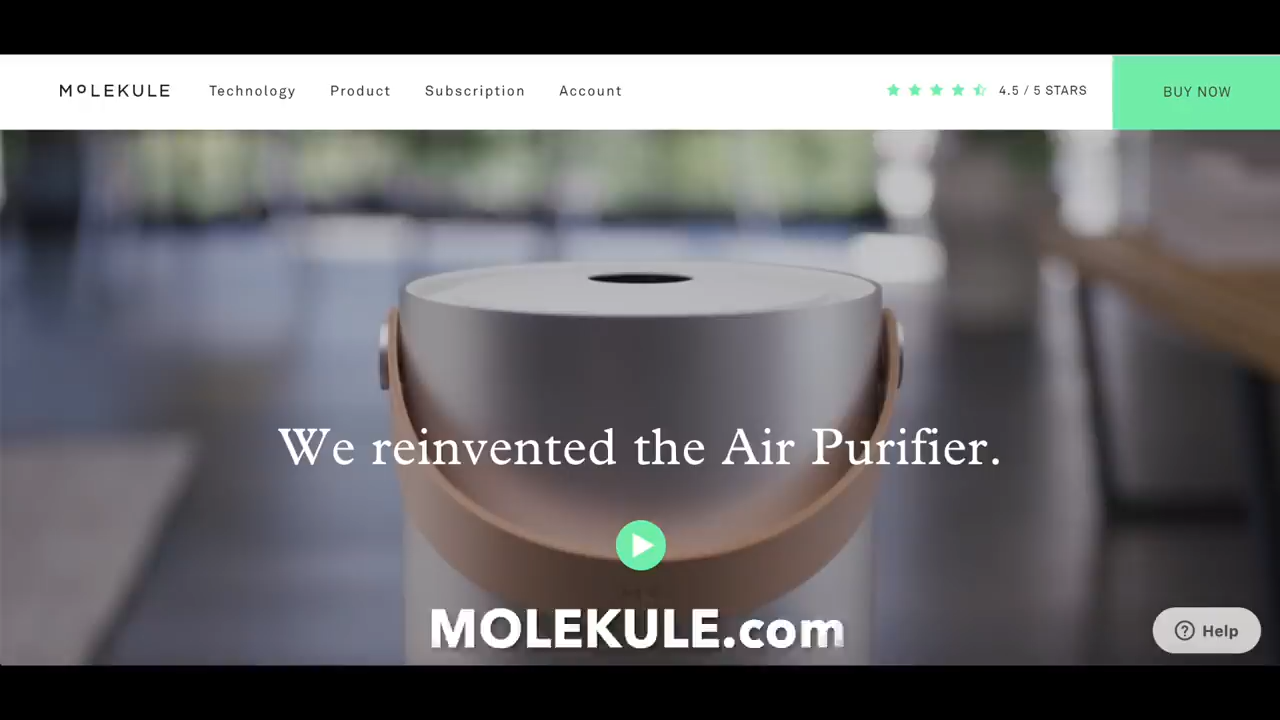 MOLEKULE
Technology
Product
Subscription
Account
4.5 / 5 STARS
BUY NOW
We reinvented the Air Purifier.
MOLEKULE.com
Help